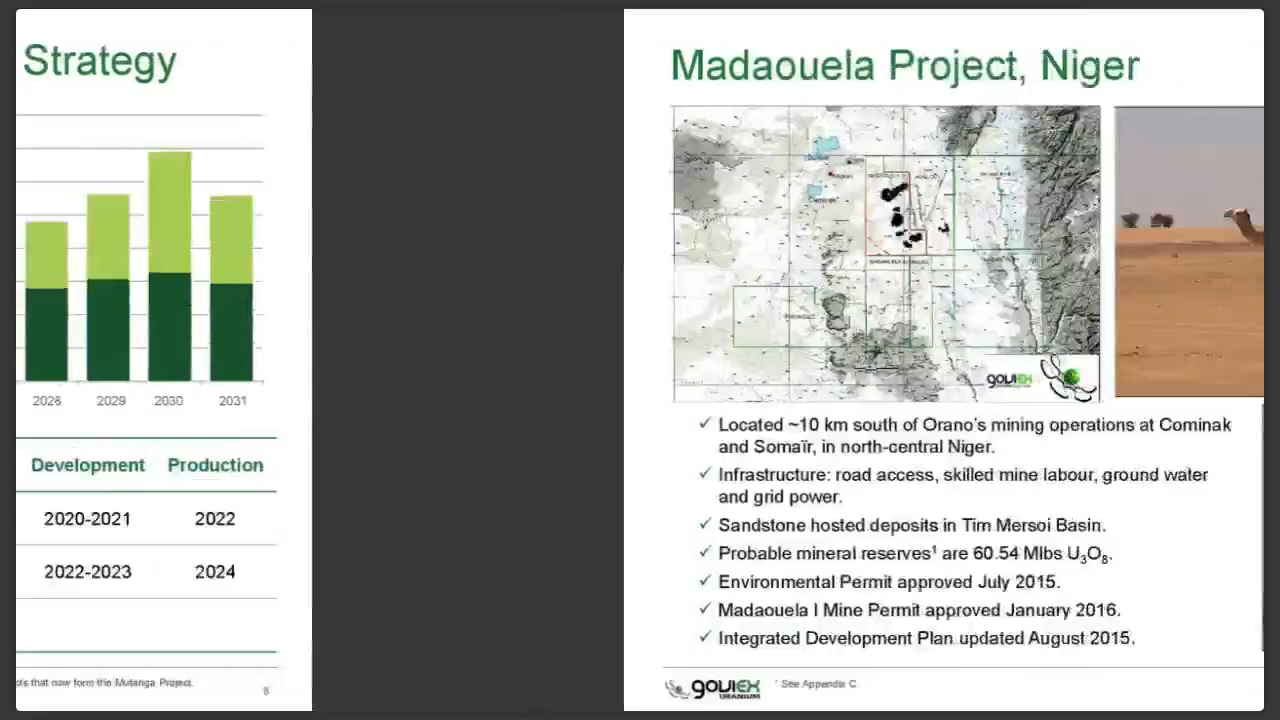 Strategy
2028 2029 2030 2031
Development Production
2020-2021 2022
2022-2023 2024
that now form the Mutanga Project.
8
Madaouela Project, Niger
goviEX
✓ Located ~10 km south of Orano's mining operations at Cominak
and Somaïr, in north-central Niger.
✓ Infrastructure: road access, skilled mine labour, ground water
and grid power.
✓ Sandstone hosted deposits in Tim Mersoi Basin.
✓ Probable mineral reserves¹ are 60.54 Mlbs U₃O₈.
✓ Environmental Permit approved July 2015.
✓ Madaouela I Mine Permit approved January 2016.
✓ Integrated Development Plan updated August 2015.
goviEX
URANIUM
¹ See Appendix C.